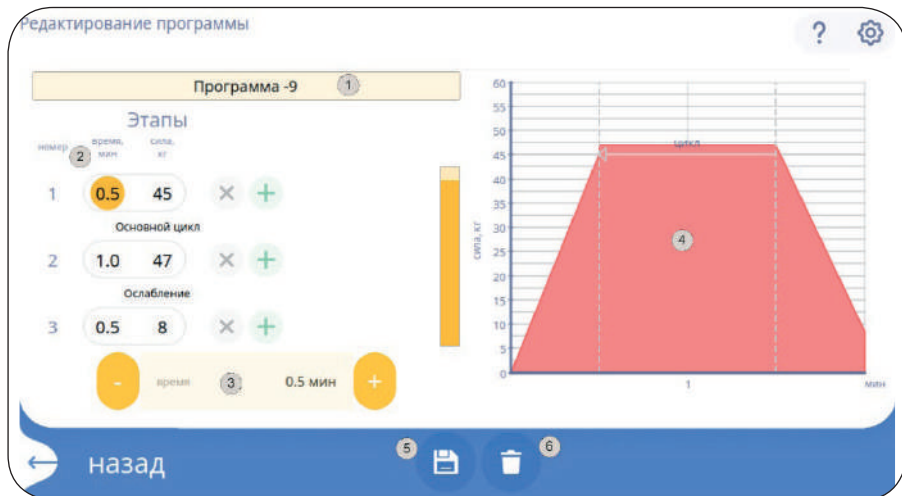 Редактирование программы
?
Программа -9
1
Этапы
номер
время, мин
сила, кг
2
1 0.5 45 × +
Основной цикл
2 1.0 47 × +
Ослабление
3 0.5 8 × +
- время 3 0.5 мин +
60
55
50
45
40
35
30
25
20
15
10
5
0
сила, кг
цикл
4
1
мин
назад
5
6